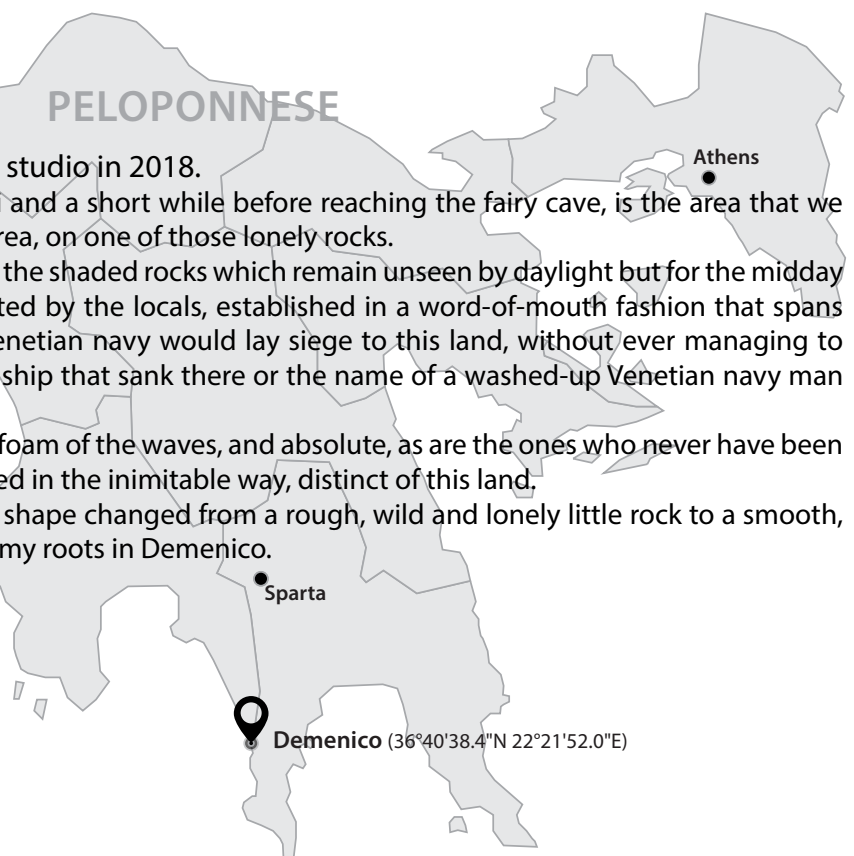 PELOPONNESE
Athens
studio in 2018.
and a short while before reaching the fairy cave, is the area that we
rea, on one of those lonely rocks.
the shaded rocks which remain unseen by daylight but for the midday
ted by the locals, established in a word-of-mouth fashion that spans
enetian navy would lay siege to this land, without ever managing to
ship that sank there or the name of a washed-up Venetian navy man
foam of the waves, and absolute, as are the ones who never have been
ed in the inimitable way, distinct of this land.
shape changed from a rough, wild and lonely little rock to a smooth,
my roots in Demenico.
Sparta
Demenico (36°40'38.4"N 22°21'52.0"E)